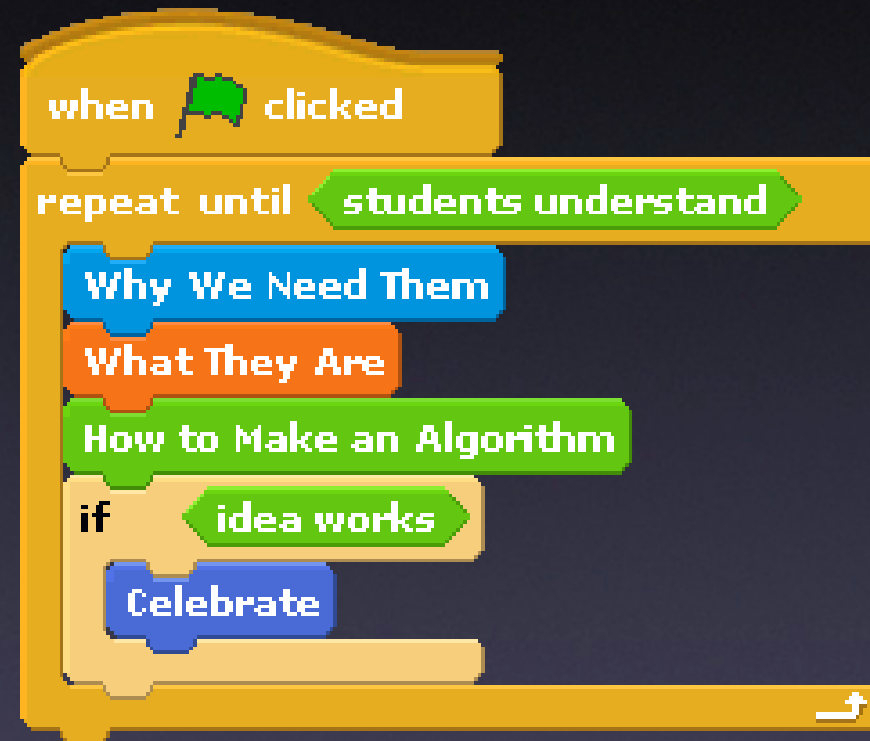 when clicked
repeat until students understand
Why We Need Them
What They Are
How to Make an Algorithm
if idea works
Celebrate